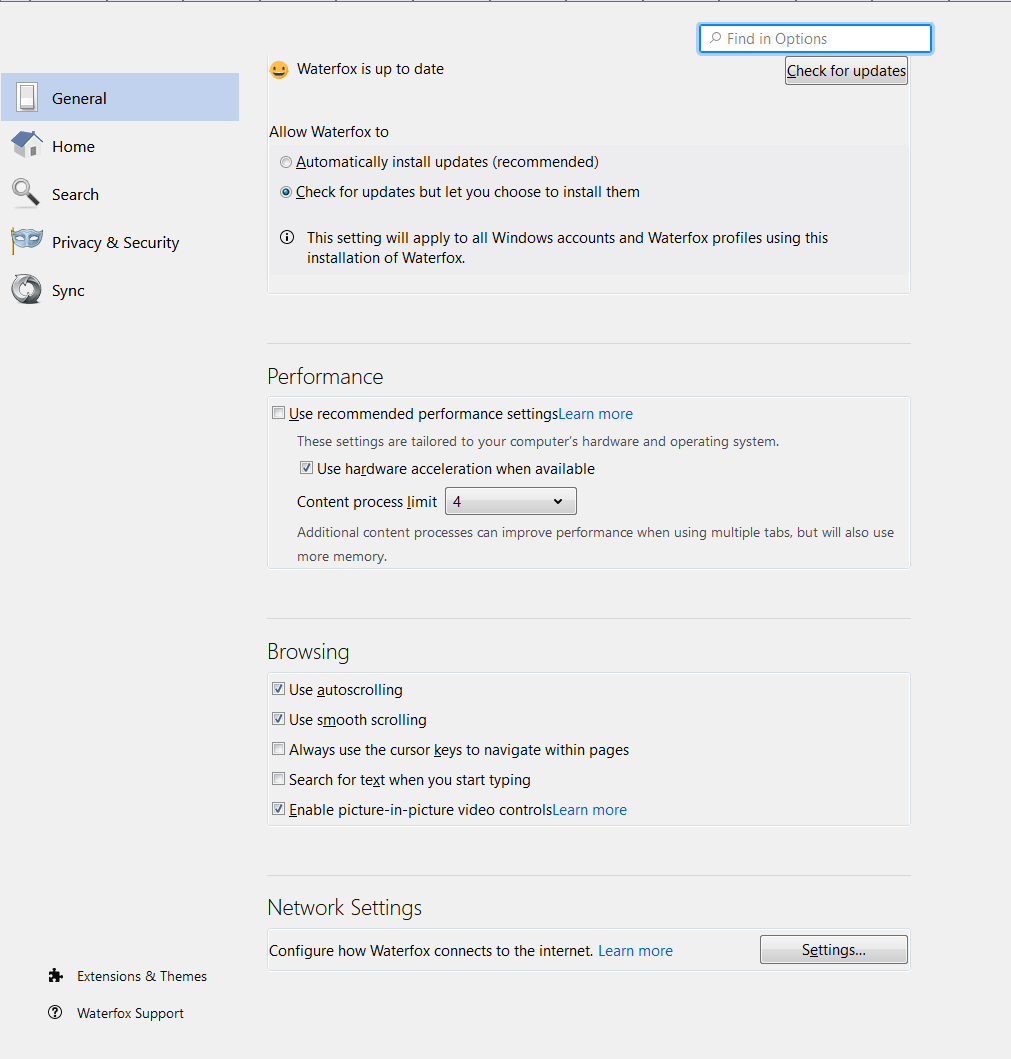 Find in Options
Waterfox is up to date
Check for updates
General
Home
Search
Privacy & Security
Sync
Allow Waterfox to
Automatically install updates (recommended)
Check for updates but let you choose to install them
This setting will apply to all Windows accounts and Waterfox profiles using this
installation of Waterfox.
Performance
Use recommended performance settingsLearn more
These settings are tailored to your computer's hardware and operating system.
Use hardware acceleration when available
Content process limit 4
Additional content processes can improve performance when using multiple tabs, but will also use
more memory.
Browsing
Use autoscrolling
Use smooth scrolling
Always use the cursor keys to navigate within pages
Search for text when you start typing
Enable picture-in-picture video controlsLearn more
Network Settings
Configure how Waterfox connects to the internet. Learn more
Settings...
Extensions & Themes
Waterfox Support